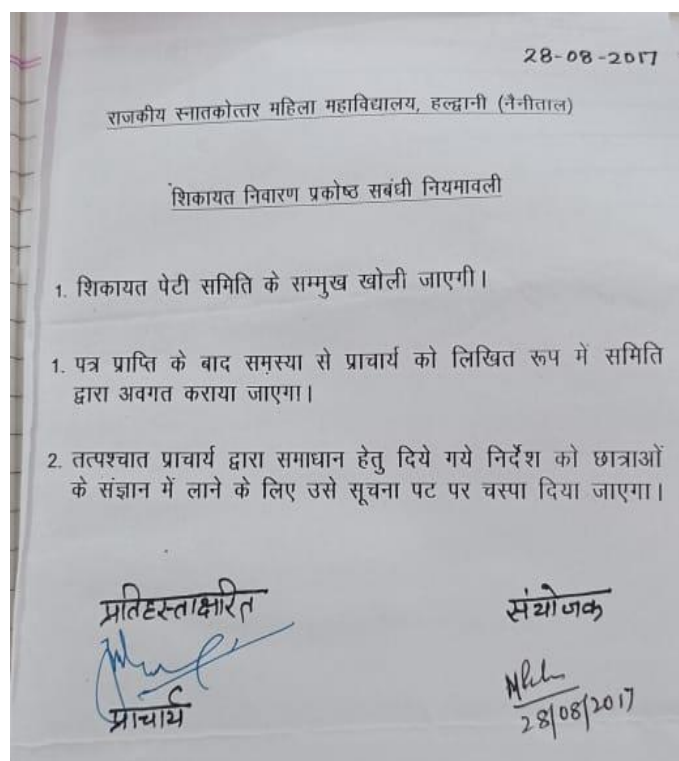 28-08-2017
राजकीय स्नातकोत्तर महिला महाविद्यालय, हल्द्वानी (नैनीताल)
शिकायत निवारण प्रकोष्ठ सबंधी नियमावली
1. शिकायत पेटी समिति के सम्मुख खोली जाएगी।
1. पत्र प्राप्ति के बाद समस्या से प्राचार्य को लिखित रूप में समिति
द्वारा अवगत कराया जाएगा।
2. तत्पश्चात प्राचार्य द्वारा समाधान हेतु दिये गये निर्देश को छात्राओं
के संज्ञान में लाने के लिए उसे सूचना पट पर चस्पा दिया जाएगा।
प्रतिहस्ताक्षरित
संयोजक
प्राचार्य
28/08/2017